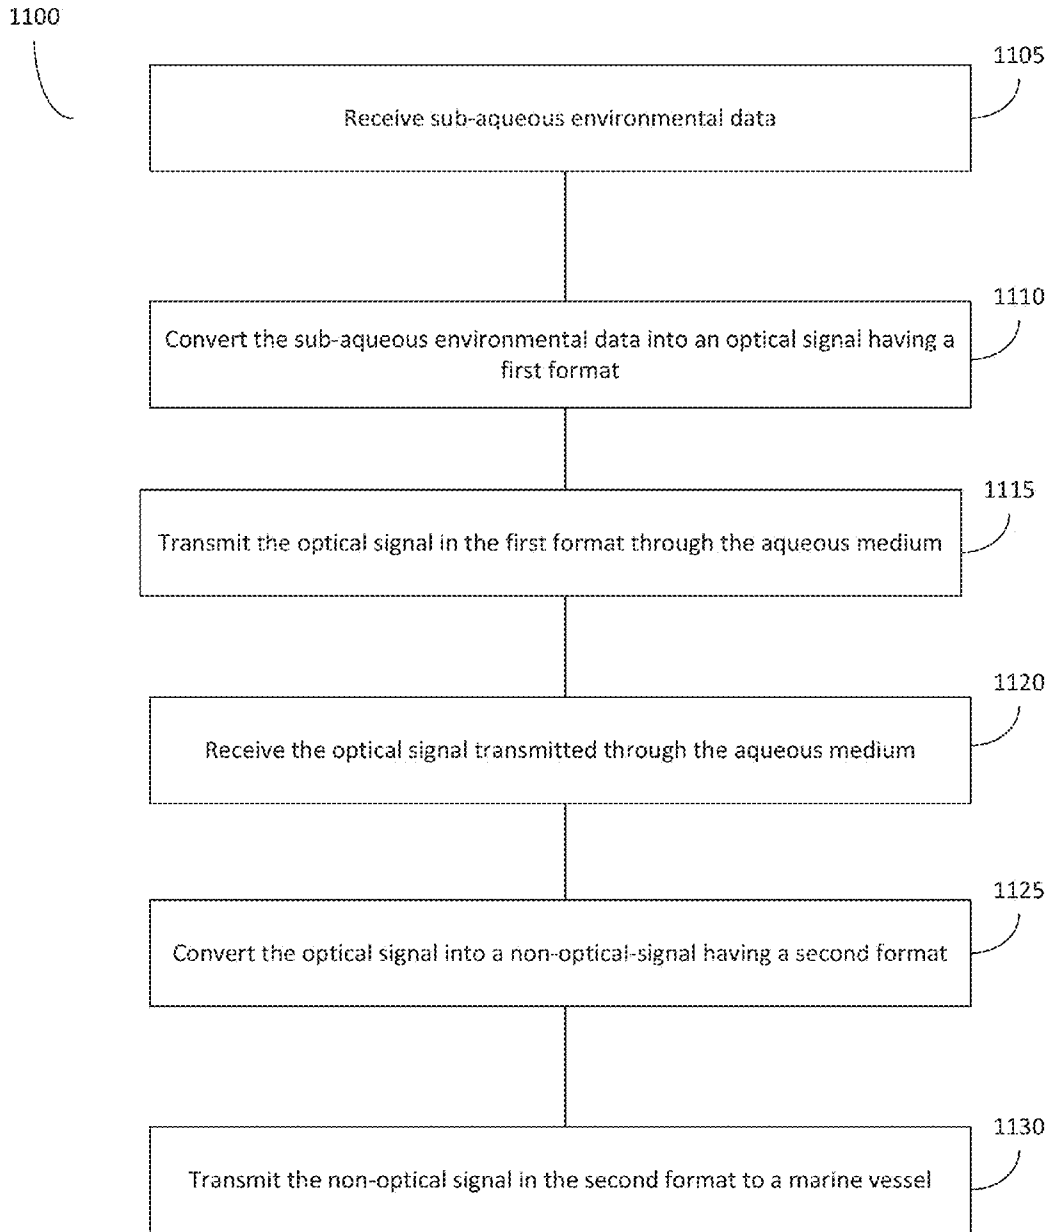 1100
1105
Receive sub-aqueous environmental data
1110
Convert the sub-aqueous environmental data into an optical signal having a
first format
1115
Transmit the optical signal in the first format through the aqueous medium
1120
Receive the optical signal transmitted through the aqueous medium
1125
Convert the optical signal into a non-optical-signal having a second format
1130
Transmit the non-optical signal in the second format to a marine vessel